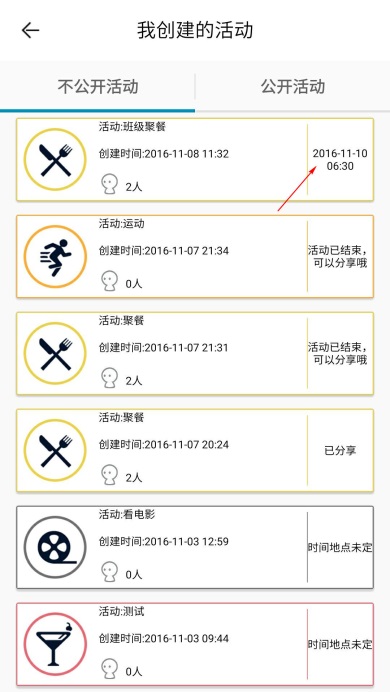 我创建的活动
不公开活动
公开活动
活动:班级聚餐
创建时间:2016-11-08 11:32
2人
2016-11-10
06:30
活动:运动
创建时间:2016-11-07 21:34
0人
活动已结束，
可以分享哦
活动:聚餐
创建时间:2016-11-07 21:31
2人
活动已结束，
可以分享哦
活动:聚餐
创建时间:2016-11-07 20:24
2人
已分享
活动:看电影
创建时间:2016-11-03 12:59
0人
时间地点未定
活动:测试
创建时间:2016-11-03 09:44
0人
时间地点未定